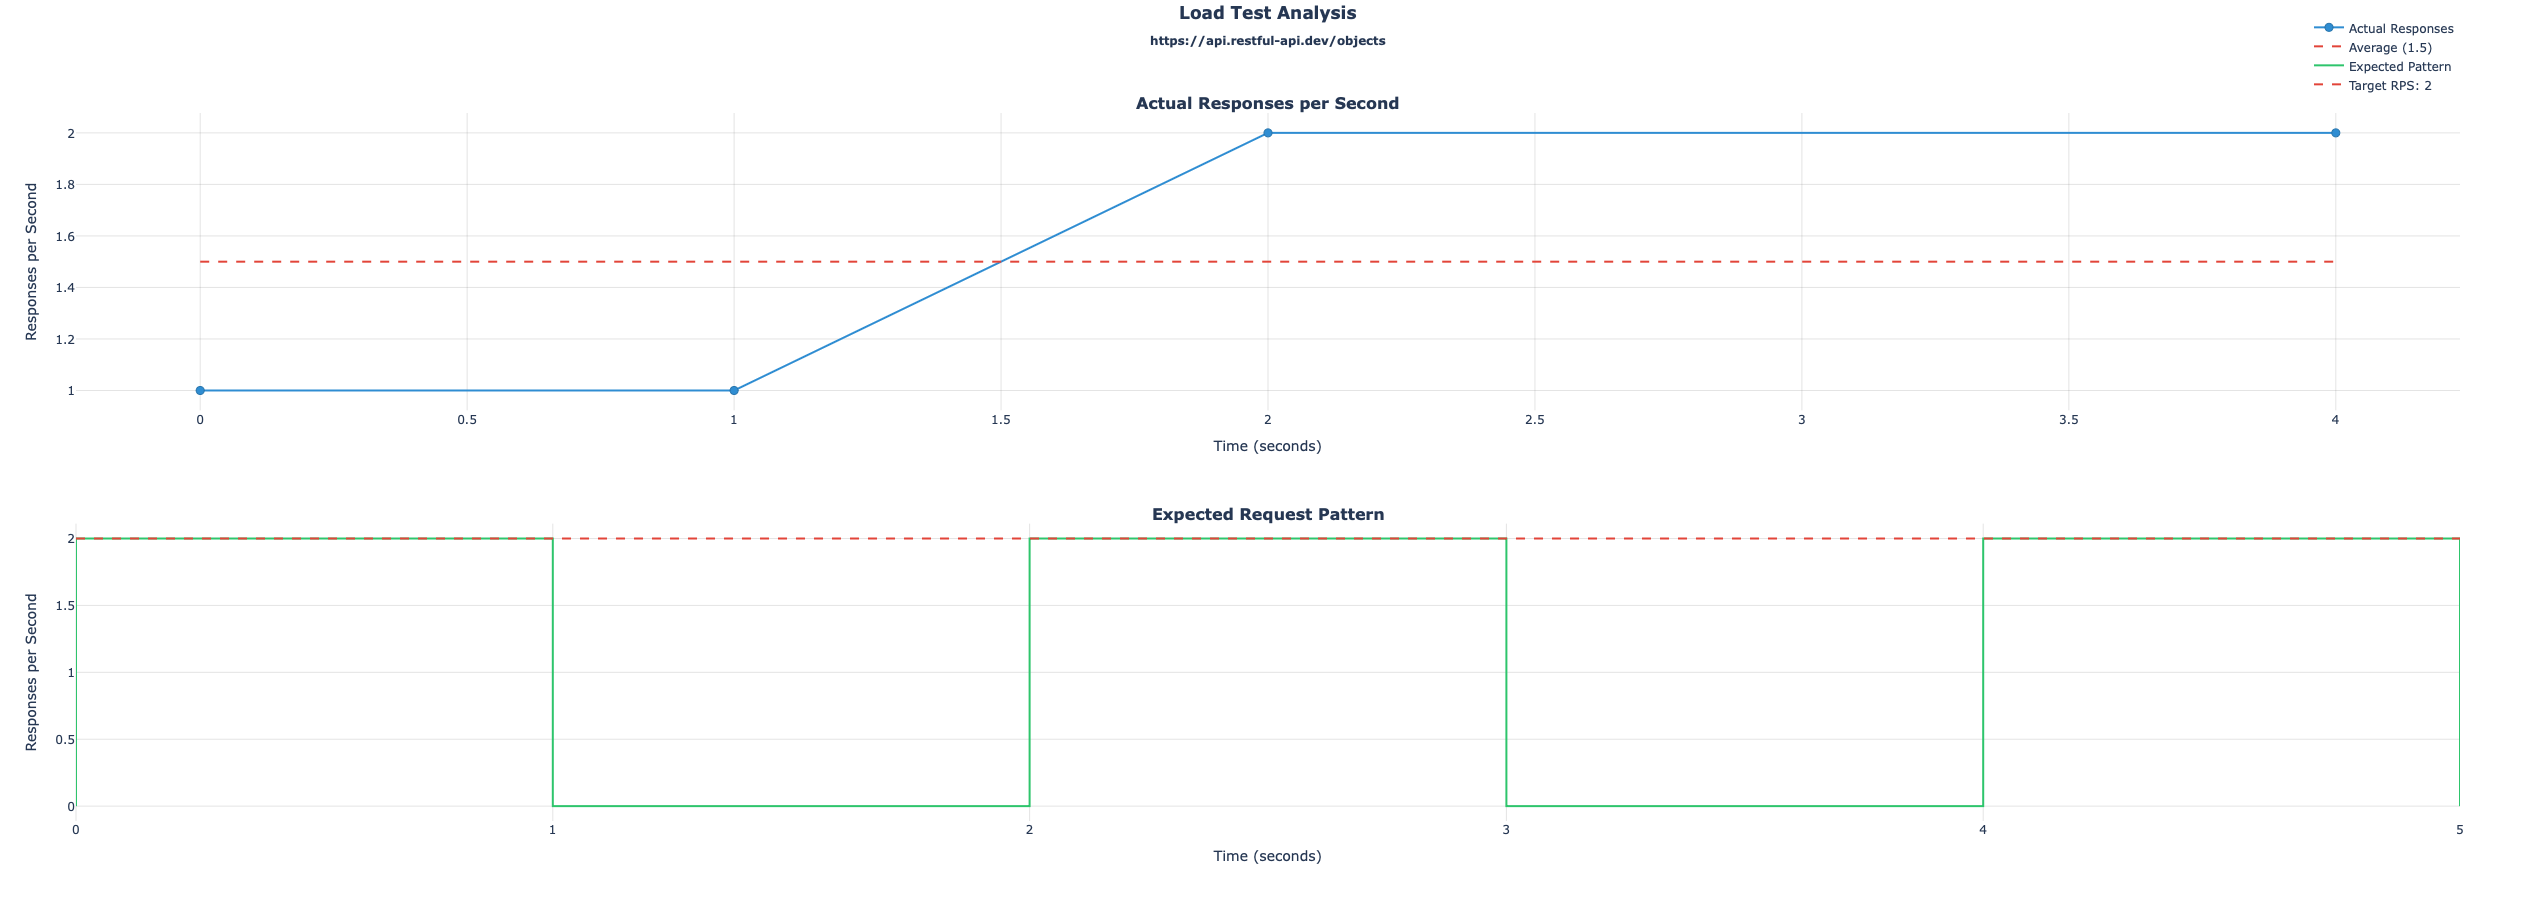 Load Test Analysis
https://api.restful-api.dev/objects
Actual Responses
Average (1.5)
Expected Pattern
Target RPS: 2
Actual Responses per Second
Responses per Second
2
1.8
1.6
1.4
1.2
1
0 0.5 1 1.5 2 2.5 3 3.5 4
Time (seconds)
Expected Request Pattern
Responses per Second
2
1.5
1
0.5
0
0 1 2 3 4 5
Time (seconds)